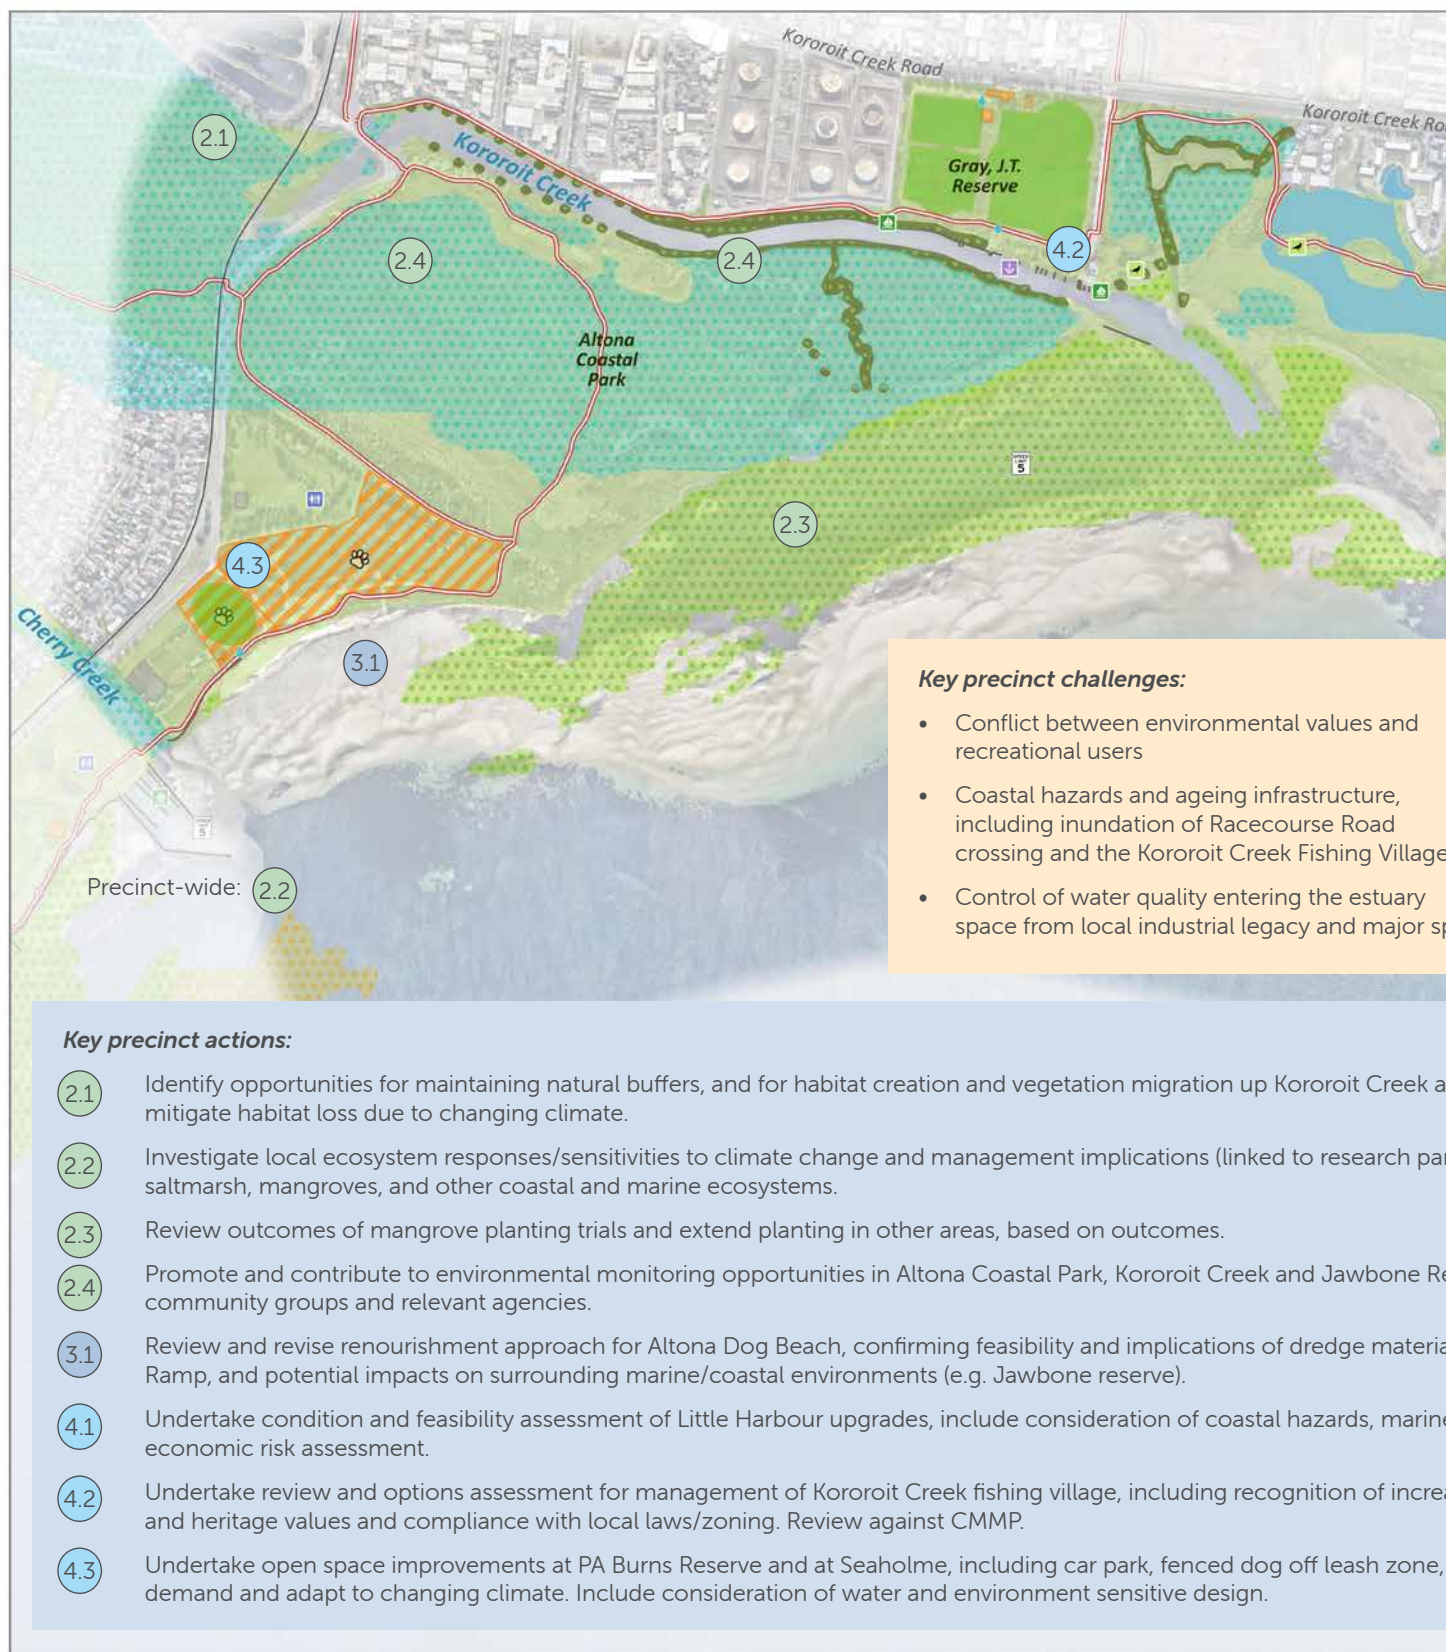 Kororoit Creek Road
Kororoit Creek Ro
2.1
Kororoit Creek
Gray, J.T.
Reserve
2.4
2.4
4.2
Altona
Coastal
Park
SPEED
LIMIT
5
2.3
4.3
Cherry Creek
3.1
5
Precinct-wide: 2.2
Key precinct challenges:
• Conflict between environmental values and
recreational users
• Coastal hazards and ageing infrastructure,
including inundation of Racecourse Road
crossing and the Kororoit Creek Fishing Village
• Control of water quality entering the estuary
space from local industrial legacy and major sp
Key precinct actions:
2.1 Identify opportunities for maintaining natural buffers, and for habitat creation and vegetation migration up Kororoit Creek a
mitigate habitat loss due to changing climate.
2.2 Investigate local ecosystem responses/sensitivities to climate change and management implications (linked to research par
saltmarsh, mangroves, and other coastal and marine ecosystems.
2.3 Review outcomes of mangrove planting trials and extend planting in other areas, based on outcomes.
2.4 Promote and contribute to environmental monitoring opportunities in Altona Coastal Park, Kororoit Creek and Jawbone Re
community groups and relevant agencies.
3.1 Review and revise renourishment approach for Altona Dog Beach, confirming feasibility and implications of dredge materia
Ramp, and potential impacts on surrounding marine/coastal environments (e.g. Jawbone reserve).
4.1 Undertake condition and feasibility assessment of Little Harbour upgrades, include consideration of coastal hazards, marine
economic risk assessment.
4.2 Undertake review and options assessment for management of Kororoit Creek fishing village, including recognition of increa
and heritage values and compliance with local laws/zoning. Review against CMMP.
4.3 Undertake open space improvements at PA Burns Reserve and at Seaholme, including car park, fenced dog off leash zone,
demand and adapt to changing climate. Include consideration of water and environment sensitive design.